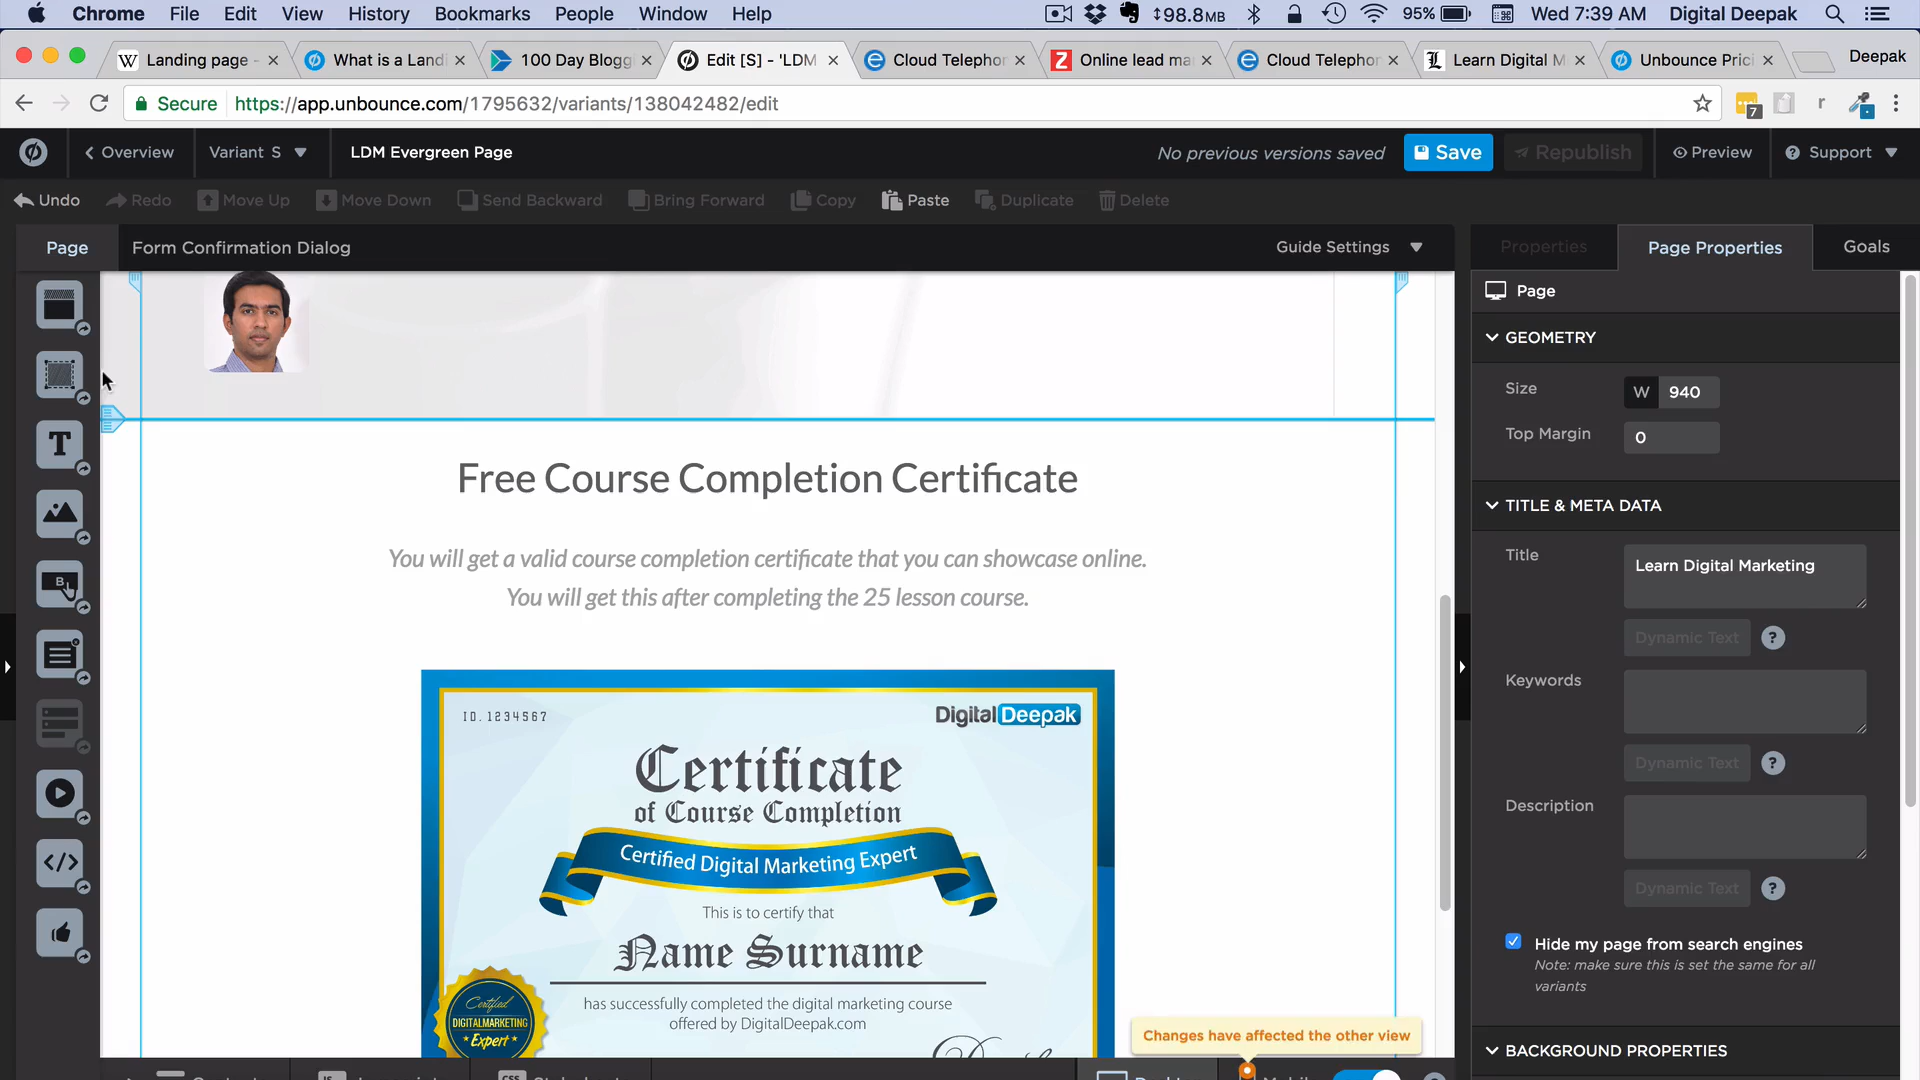 Chrome File Edit View History Bookmarks People Window Help 98.8MB 95% Wed 7:39 AM Digital Deepak
Landing page - What is a Landi 100 Day Bloggi Edit [S] - 'LDM Cloud Telephon Online lead ma Cloud Telephon Learn Digital M Unbounce Prici Deepak
Secure https://app.unbounce.com/1795632/variants/138042482/edit 7
Overview Variant S LDM Evergreen Page No previous versions saved Save Republish Preview Support
Undo Redo Move Up Move Down Send Backward Bring Forward Copy Paste Duplicate Delete
Page Form Confirmation Dialog Guide Settings Properties Page Properties Goals
Page
GEOMETRY
Size W 940
Top Margin 0
TITLE & META DATA
Title Learn Digital Marketing
Dynamic Text ?
Keywords
Dynamic Text ?
Description
Dynamic Text ?
Hide my page from search engines
Note: make sure this is set the same for all
variants
BACKGROUND PROPERTIES
Free Course Completion Certificate
You will get a valid course completion certificate that you can showcase online.
You will get this after completing the 25 lesson course.
ID. 1234567 DigitalDeepak
Certificate
of Course Completion
Certified Digital Marketing Expert
This is to certify that
Name Surname
has successfully completed the digital marketing course
offered by DigitalDeepak.com
Certified
DIGITALMARKETING
Expert
Changes have affected the other view